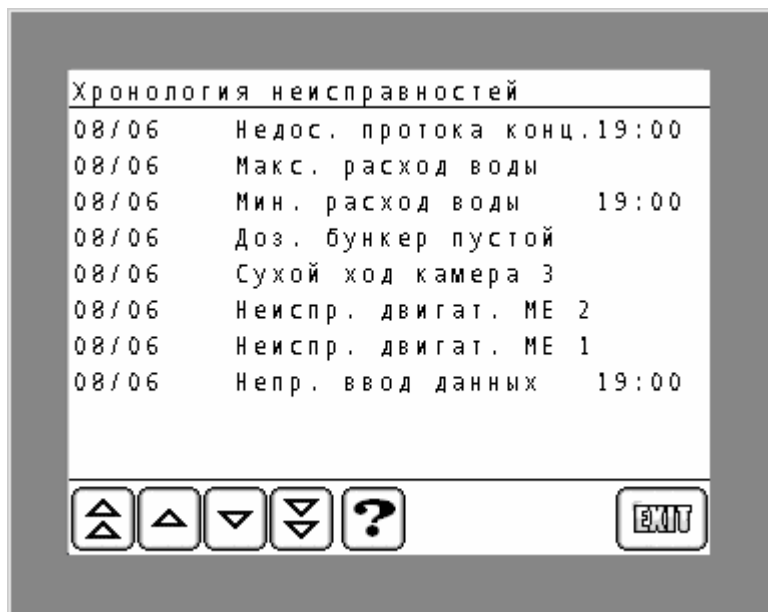 Хронология неисправностей
08/06 Недос. протока конц.19:00
08/06 Макс. расход воды
08/06 Мин. расход воды 19:00
08/06 Доз. бункер пустой
08/06 Сухой ход камера 3
08/06 Неиспр. двигат. МЕ 2
08/06 Неиспр. двигат. МЕ 1
08/06 Непр. ввод данных 19:00
? EXIT